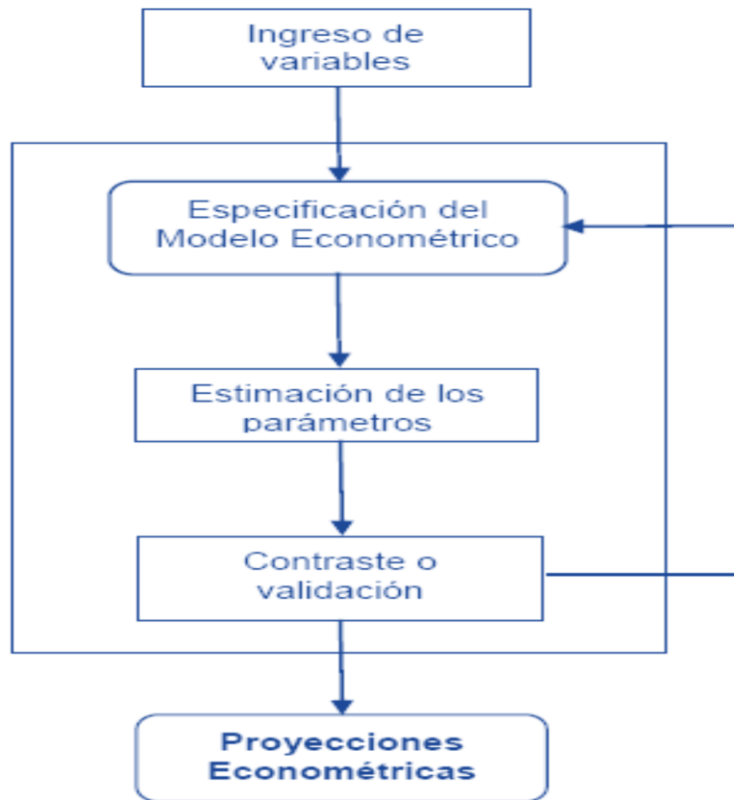 Ingreso de
variables
Especificación del
Modelo Econométrico
Estimación de los
parámetros
Contraste o
validación
Proyecciones
Econométricas